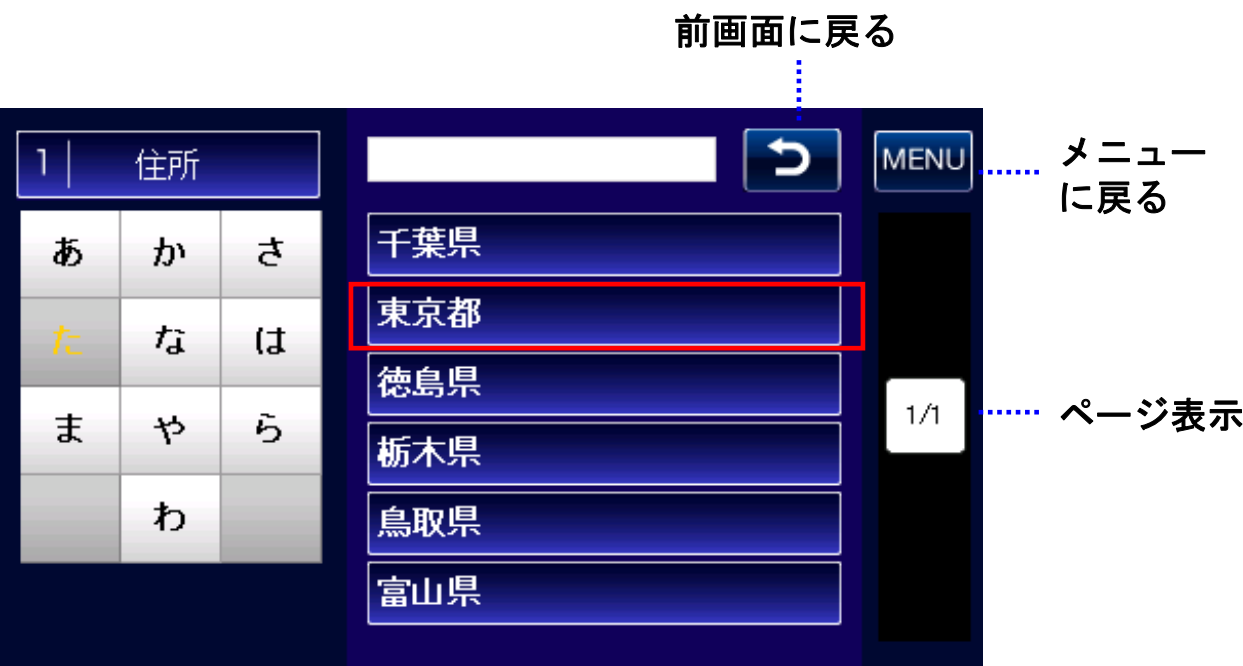 前画面に戻る
1 住所
MENU
メニュー
に戻る
あ か さ
た な は
ま や ら
わ
千葉県
東京都
徳島県
栃木県
鳥取県
富山県
1/1
ページ表示